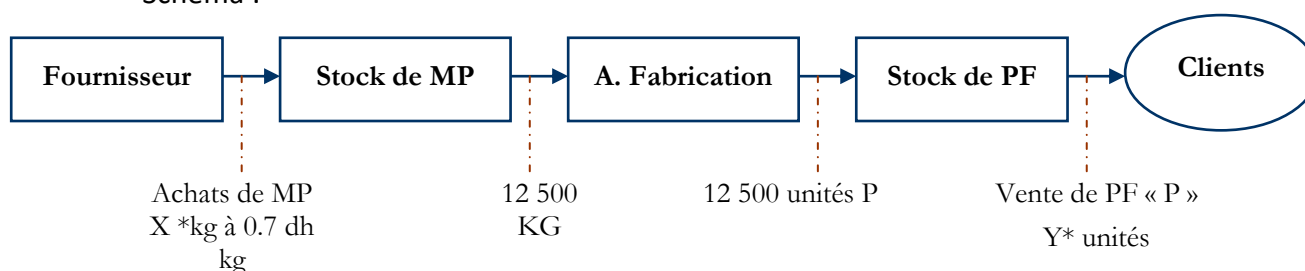 Schéma :
Fournisseur
Stock de MP
A. Fabrication
Stock de PF
Clients
Achats de MP
X *kg à 0.7 dh
kg
12 500
KG
12 500 unités P
Vente de PF « P »
Y* unités